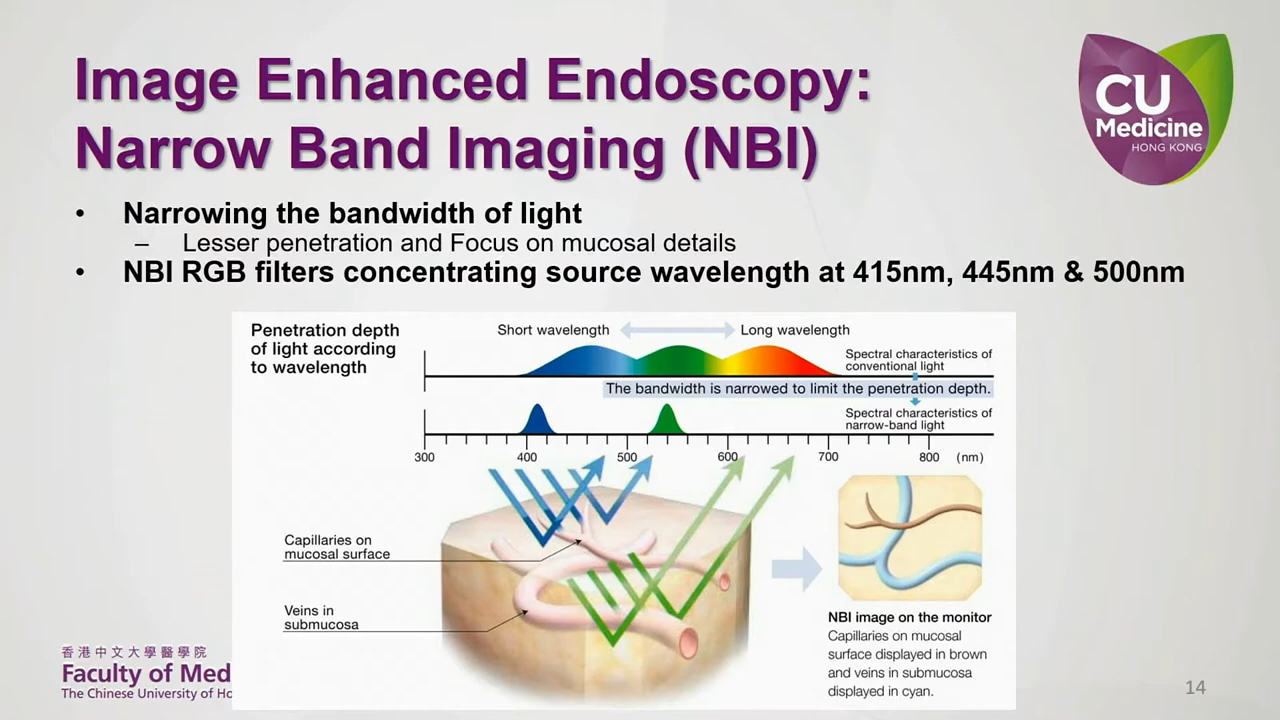 Image Enhanced Endoscopy:
Narrow Band Imaging (NBI)
CU
Medicine
HONG KONG
• Narrowing the bandwidth of light
– Lesser penetration and Focus on mucosal details
• NBI RGB filters concentrating source wavelength at 415nm, 445nm & 500nm
Penetration depth
of light according
to wavelength
Short wavelength
Long wavelength
Spectral characteristics of
conventional light
The bandwidth is narrowed to limit the penetration depth.
Spectral characteristics of
narrow-band light
300 400 500 600 700 800 (nm)
Capillaries on
mucosal surface
Veins in
submucosa
NBI image on the monitor
Capillaries on mucosal
surface displayed in brown
and veins in submucosa
displayed in cyan.
香港中文大學醫學院
Faculty of Med
The Chinese University of Ho
14